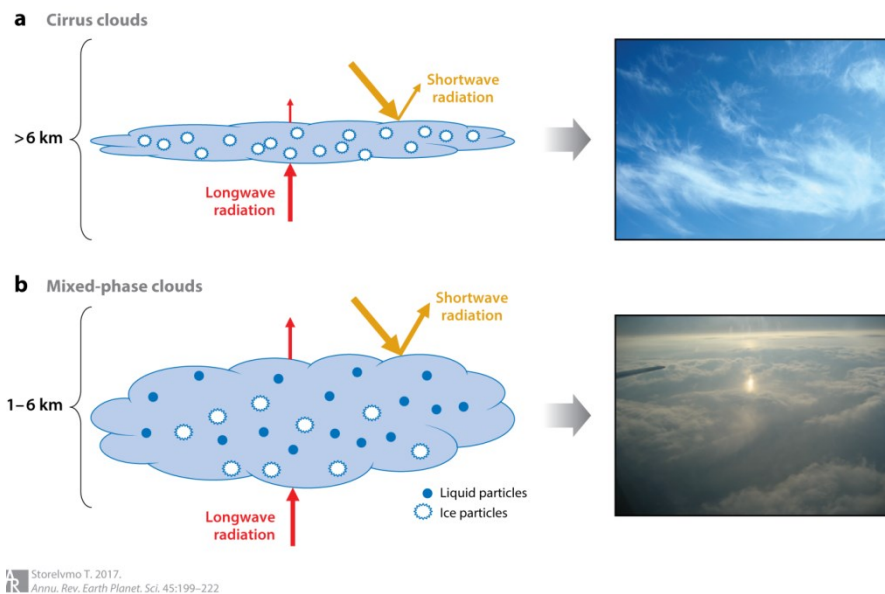 a Cirrus clouds
>6 km
Shortwave
radiation
Longwave
radiation
b Mixed-phase clouds
Shortwave
radiation
1–6 km
Liquid particles
Ice particles
Longwave
radiation
AR Storelvmo T. 2017.
Annu. Rev. Earth Planet. Sci. 45:199–222